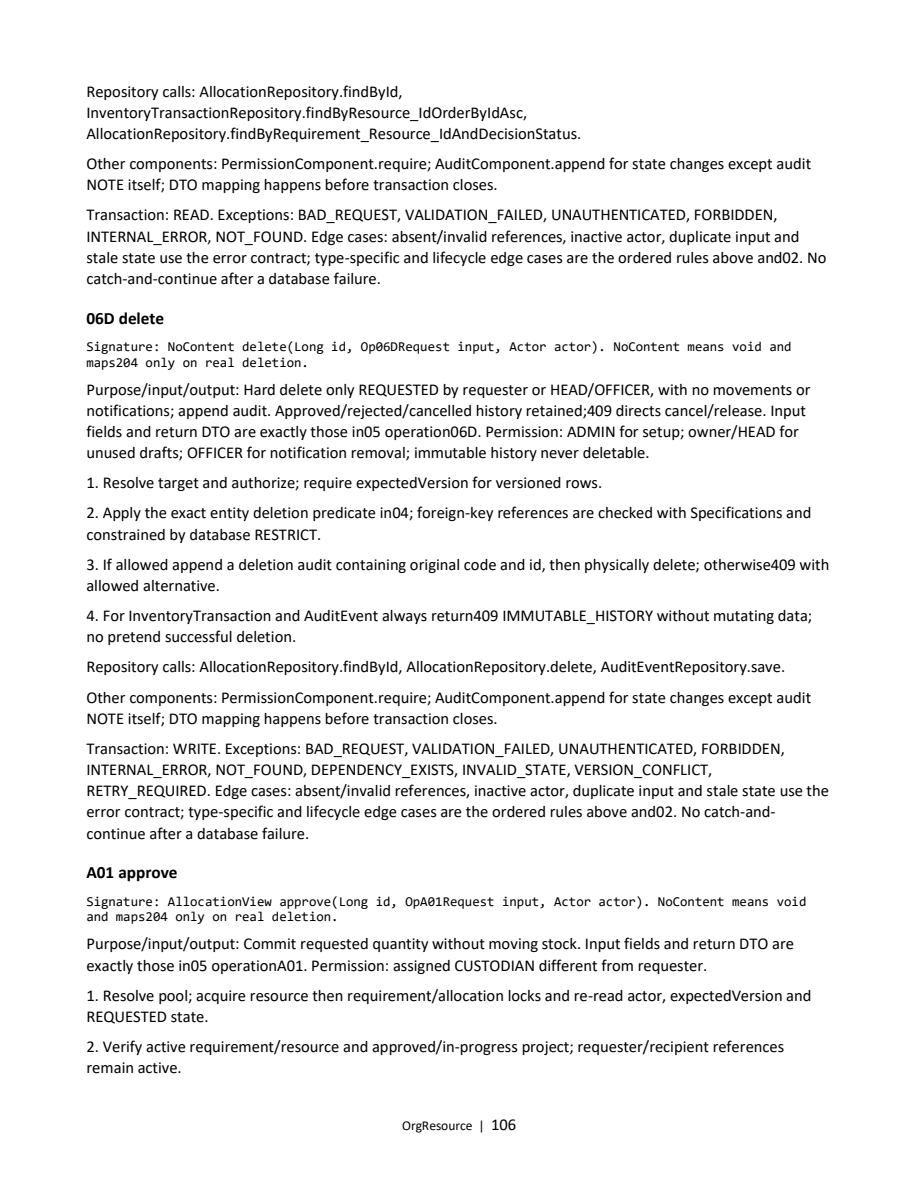 Repository calls: AllocationRepository.findById,
InventoryTransactionRepository.findByResource_IdOrderByIdAsc,
AllocationRepository.findByRequirement_Resource_IdAndDecisionStatus.
Other components: PermissionComponent.require; AuditComponent.append for state changes except audit
NOTE itself; DTO mapping happens before transaction closes.
Transaction: READ. Exceptions: BAD_REQUEST, VALIDATION_FAILED, UNAUTHENTICATED, FORBIDDEN,
INTERNAL_ERROR, NOT_FOUND. Edge cases: absent/invalid references, inactive actor, duplicate input and
stale state use the error contract; type-specific and lifecycle edge cases are the ordered rules above and02. No
catch-and-continue after a database failure.
06D delete
Signature: NoContent delete(Long id, Op06DRequest input, Actor actor). NoContent means void and
maps204 only on real deletion.
Purpose/input/output: Hard delete only REQUESTED by requester or HEAD/OFFICER, with no movements or
notifications; append audit. Approved/rejected/cancelled history retained;409 directs cancel/release. Input
fields and return DTO are exactly those in05 operation06D. Permission: ADMIN for setup; owner/HEAD for
unused drafts; OFFICER for notification removal; immutable history never deletable.
1. Resolve target and authorize; require expectedVersion for versioned rows.
2. Apply the exact entity deletion predicate in04; foreign-key references are checked with Specifications and
constrained by database RESTRICT.
3. If allowed append a deletion audit containing original code and id, then physically delete; otherwise409 with
allowed alternative.
4. For InventoryTransaction and AuditEvent always return409 IMMUTABLE_HISTORY without mutating data;
no pretend successful deletion.
Repository calls: AllocationRepository.findById, AllocationRepository.delete, AuditEventRepository.save.
Other components: PermissionComponent.require; AuditComponent.append for state changes except audit
NOTE itself; DTO mapping happens before transaction closes.
Transaction: WRITE. Exceptions: BAD_REQUEST, VALIDATION_FAILED, UNAUTHENTICATED, FORBIDDEN,
INTERNAL_ERROR, NOT_FOUND, DEPENDENCY_EXISTS, INVALID_STATE, VERSION_CONFLICT,
RETRY_REQUIRED. Edge cases: absent/invalid references, inactive actor, duplicate input and stale state use the
error contract; type-specific and lifecycle edge cases are the ordered rules above and02. No catch-and-
continue after a database failure.
A01 approve
Signature: AllocationView approve(Long id, OpA01Request input, Actor actor). NoContent means void
and maps204 only on real deletion.
Purpose/input/output: Commit requested quantity without moving stock. Input fields and return DTO are
exactly those in05 operationA01. Permission: assigned CUSTODIAN different from requester.
1. Resolve pool; acquire resource then requirement/allocation locks and re-read actor, expectedVersion and
REQUESTED state.
2. Verify active requirement/resource and approved/in-progress project; requester/recipient references
remain active.
OrgResource | 106